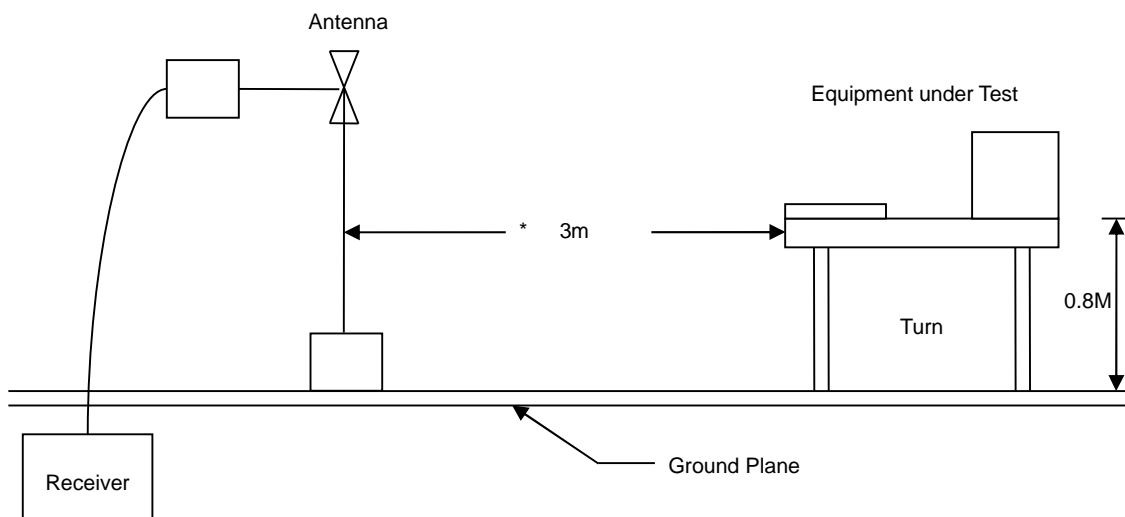 Antenna
Equipment under Test
* 3m
0.8M
Turn
Ground Plane
Receiver